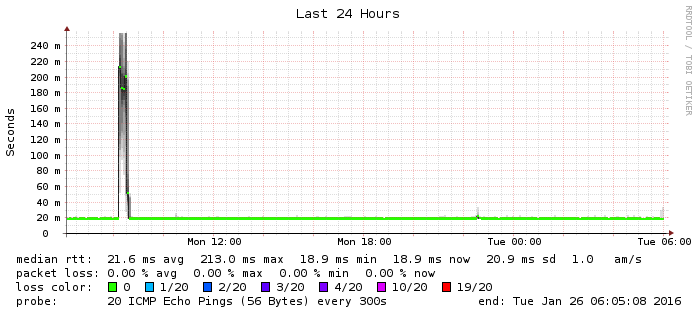 Last 24 Hours
RRDTOOL / TOBI OETIKER
Seconds
240 m
220 m
200 m
180 m
160 m
140 m
120 m
100 m
80 m
60 m
40 m
20 m
0
Mon 12:00 Mon 18:00 Tue 00:00 Tue 06:00
median rtt: 21.6 ms avg 213.0 ms max 18.9 ms min 18.9 ms now 20.9 ms sd 1.0 am/s
packet loss: 0.00 % avg 0.00 % max 0.00 % min 0.00 % now
loss color: 0 1/20 2/20 3/20 4/20 10/20 19/20
probe: 20 ICMP Echo Pings (56 Bytes) every 300s end: Tue Jan 26 06:05:08 2016